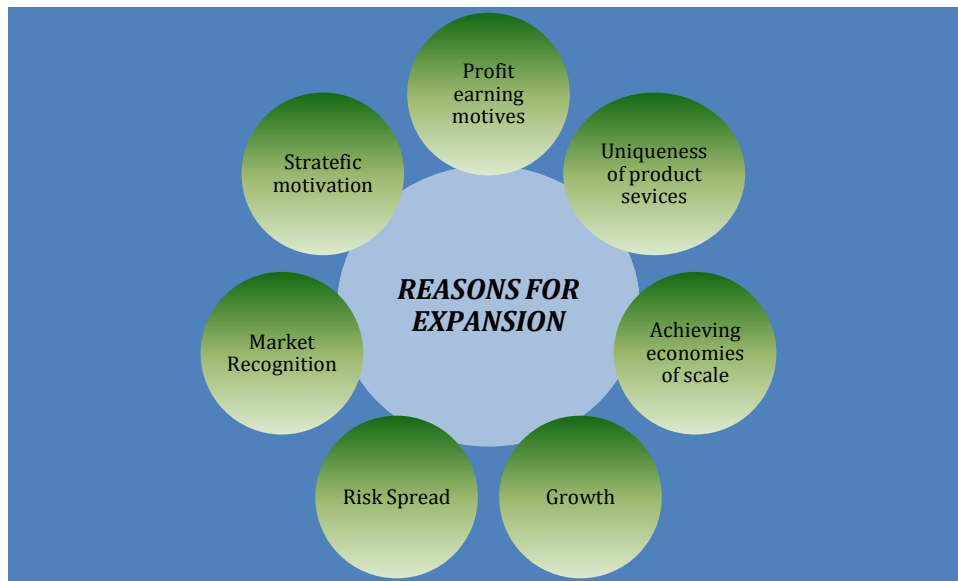 Profit
earning
motives
Uniqueness
of product
sevices
Achieving
economies
of scale
Growth
Risk Spread
Market
Recognition
Stratefic
motivation
REASONS FOR
EXPANSION